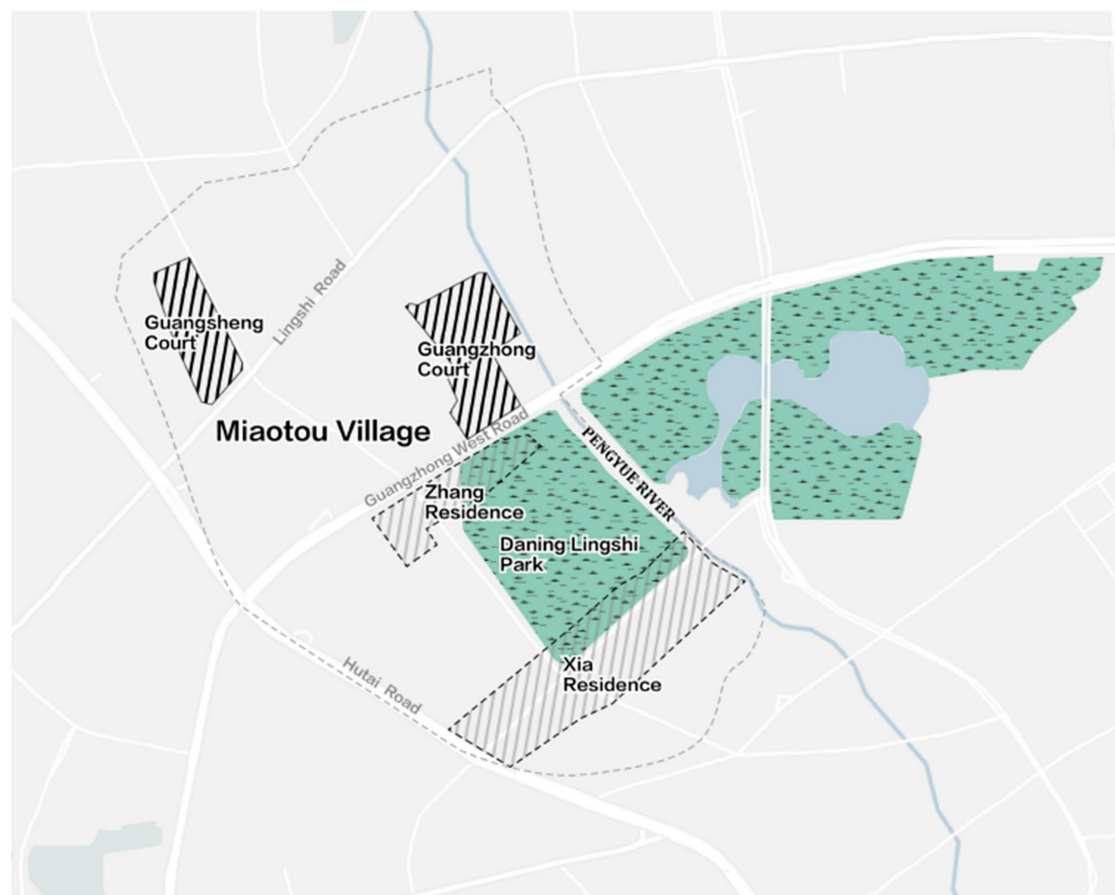 Guangsheng
Court
Lingshi Road
Guangzhong
Court
Miaotou Village
Guangzhong West Road
PENGYUE RIVER
Zhang
Residence
Daning Lingshi
Park
Xia
Residence
Hutai Road